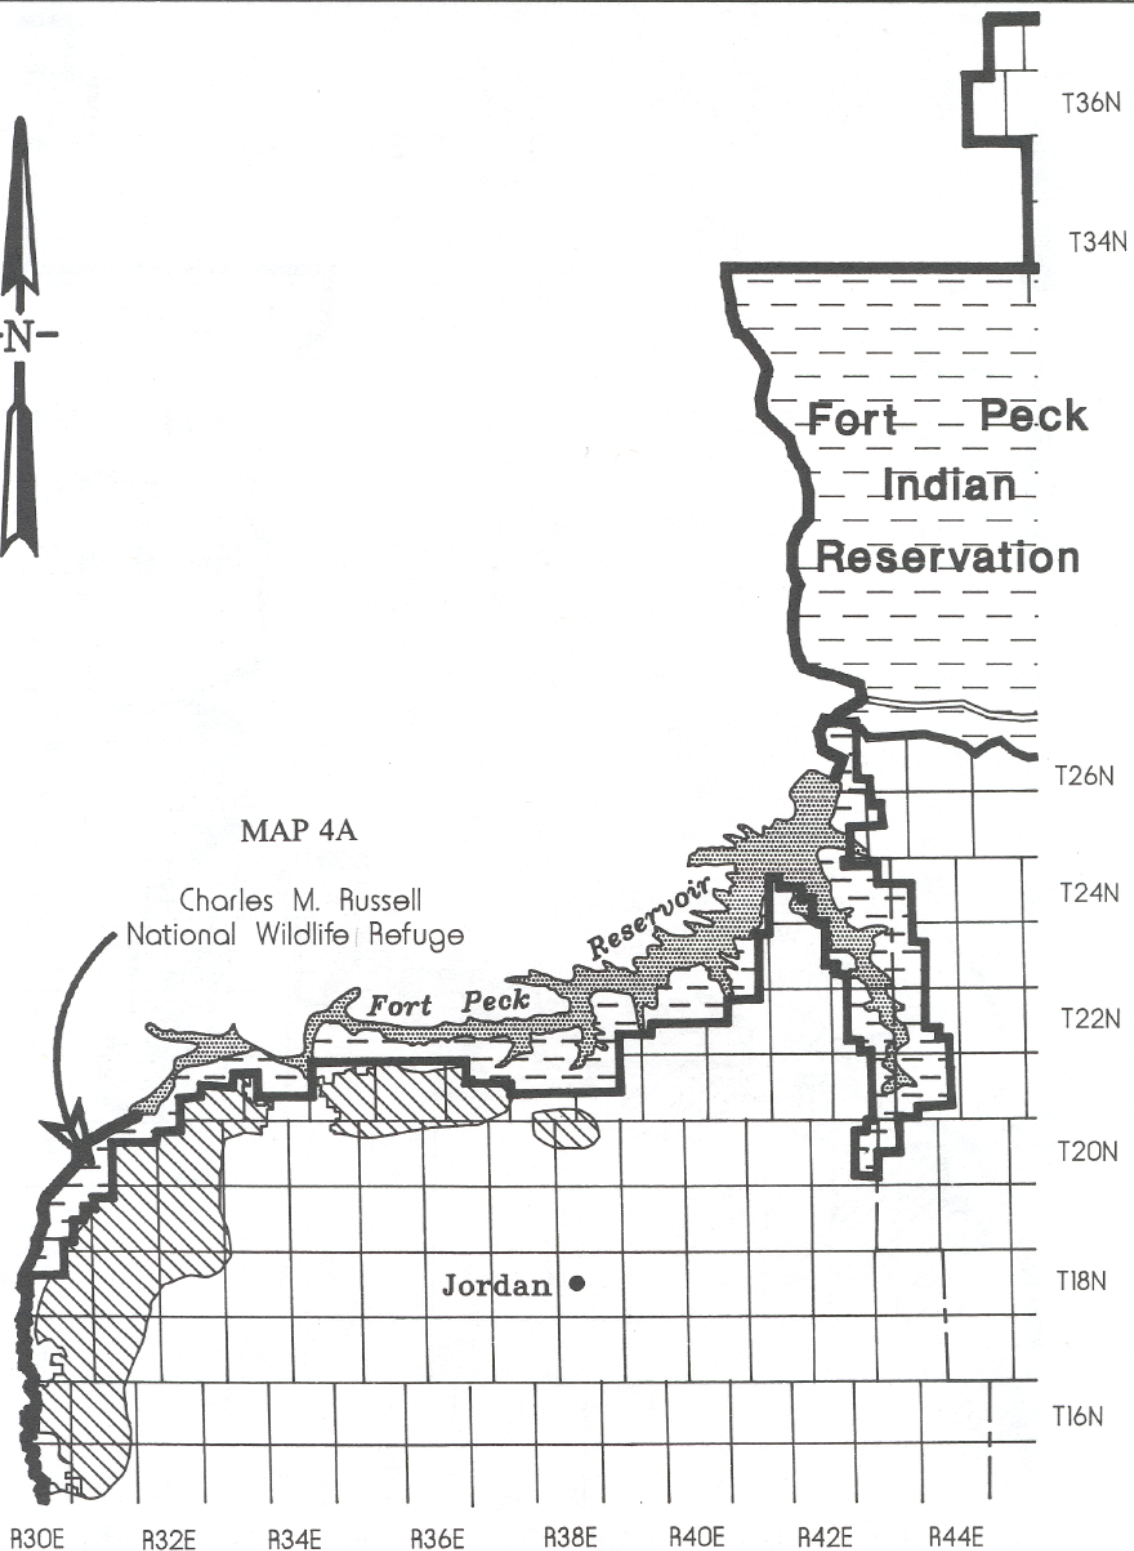 T36N
T34N
-N-
Fort Peck
Indian
Reservation
T26N
MAP 4A
Charles M. Russell
National Wildlife Refuge
T24N
Reservoir
Fort Peck
T22N
T20N
Jordan
T18N
T16N
R30E R32E R34E R36E R38E R40E R42E R44E